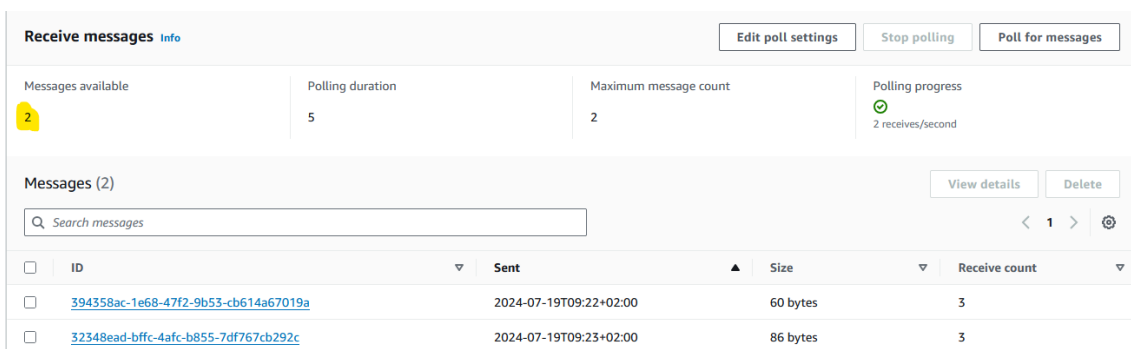 Receive messages Info Edit poll settings Stop polling Poll for messages
Messages available Polling duration Maximum message count Polling progress
2 5 2
2 receives/second
Messages (2) View details Delete
Search messages 1
ID Sent Size Receive count
394358ac-1e68-47f2-9b53-cb614a67019a 2024-07-19T09:22+02:00 60 bytes 3
32348ead-bffc-4afc-b855-7df767cb292c 2024-07-19T09:23+02:00 86 bytes 3